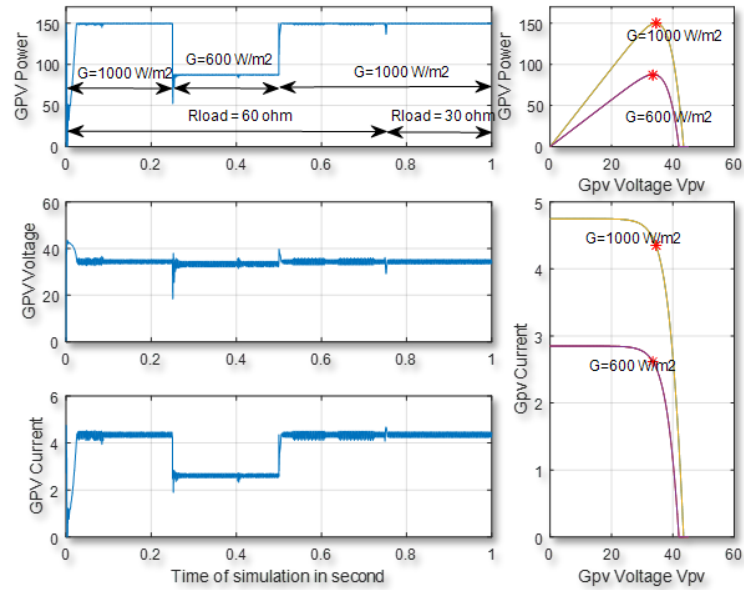 GPV Power
150
100
50
0
G=1000 W/m2
G=600 W/m2
G=1000 W/m2
Rload = 60 ohm
Rload = 30 ohm
0 0.2 0.4 0.6 0.8 1
GPV Power
150
100
50
0
G=1000 W/m2
G=600 W/m2
0 20 40 60
Gpv Voltage Vpv
GPV Voltage
60
40
20
0
0 0.2 0.4 0.6 0.8 1
GPV Current
6
4
2
0
0 0.2 0.4 0.6 0.8 1
Time of simulation in second
Gpv Current
5
4
3
2
1
0
G=1000 W/m2
G=600 W/m2
0 20 40 60
Gpv Voltage Vpv